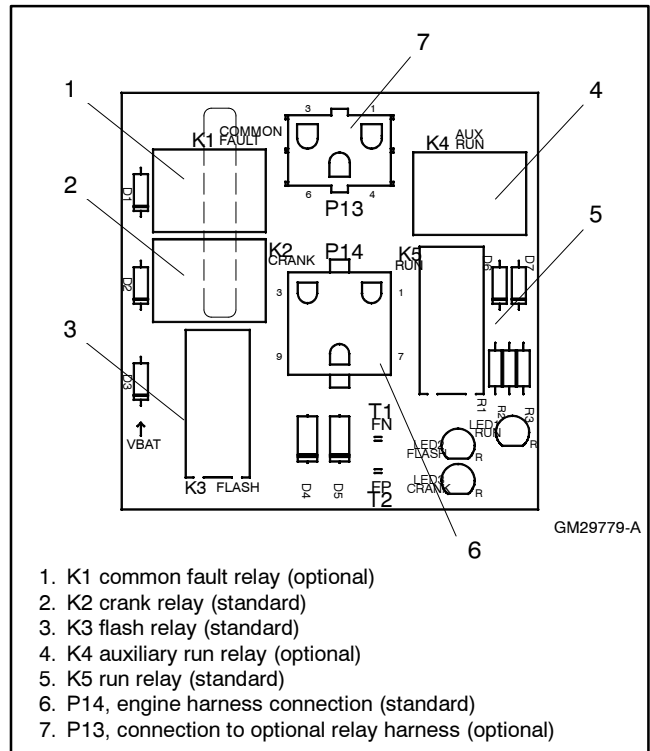 7
1
4
2
5
3
3 1
K1 COMMON
FAULT
K4 AUX
RUN
D1
6 4
P13
K2
CRANK
P14
K5
RUN
D2
D6
D7
3 1
9 7
D3
VBAT
K3 FLASH
D4
D5
T1
FN
FP
T2
R1
R2
R3
LED1
RUN
R
LED2
FLASH
R
LED3
CRANK
R
6
GM29779-A
1. K1 common fault relay (optional)
2. K2 crank relay (standard)
3. K3 flash relay (standard)
4. K4 auxiliary run relay (optional)
5. K5 run relay (standard)
6. P14, engine harness connection (standard)
7. P13, connection to optional relay harness (optional)